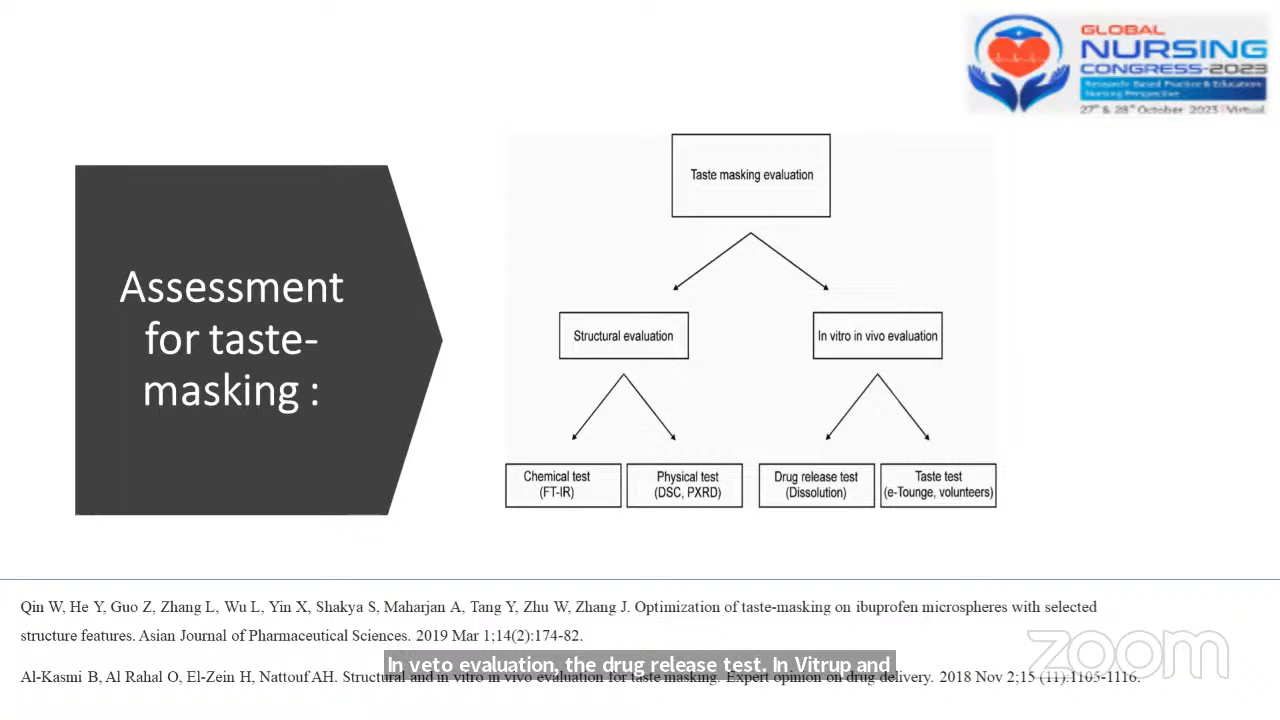 GLOBAL
NURSING
CONGRESS-2023
Research-Based Practice & Education
Nursing Perspective
27th & 28th October 2023 | Virtual
Assessment
for taste-
masking :
Taste masking evaluation
Structural evaluation
In vitro in vivo evaluation
Chemical test
(FT-IR)
Physical test
(DSC, PXRD)
Drug release test
(Dissolution)
Taste test
(e-Tounge, volunteers)
Qin W, He Y, Guo Z, Zhang L, Wu L, Yin X, Shakya S, Maharjan A, Tang Y, Zhu W, Zhang J. Optimization of taste-masking on ibuprofen microspheres with selected
structure features. Asian Journal of Pharmaceutical Sciences. 2019 Mar 1;14(2):174-82.
In veto evaluation, the drug release test. In Vitrup and
Al-Kasmi B, Al Rahal O, El-Zein H, Nattouf AH. Structural and in vitro in vivo evaluation for taste masking. Expert opinion on drug delivery. 2018 Nov 2;15 (11):1105-1116.
zoom